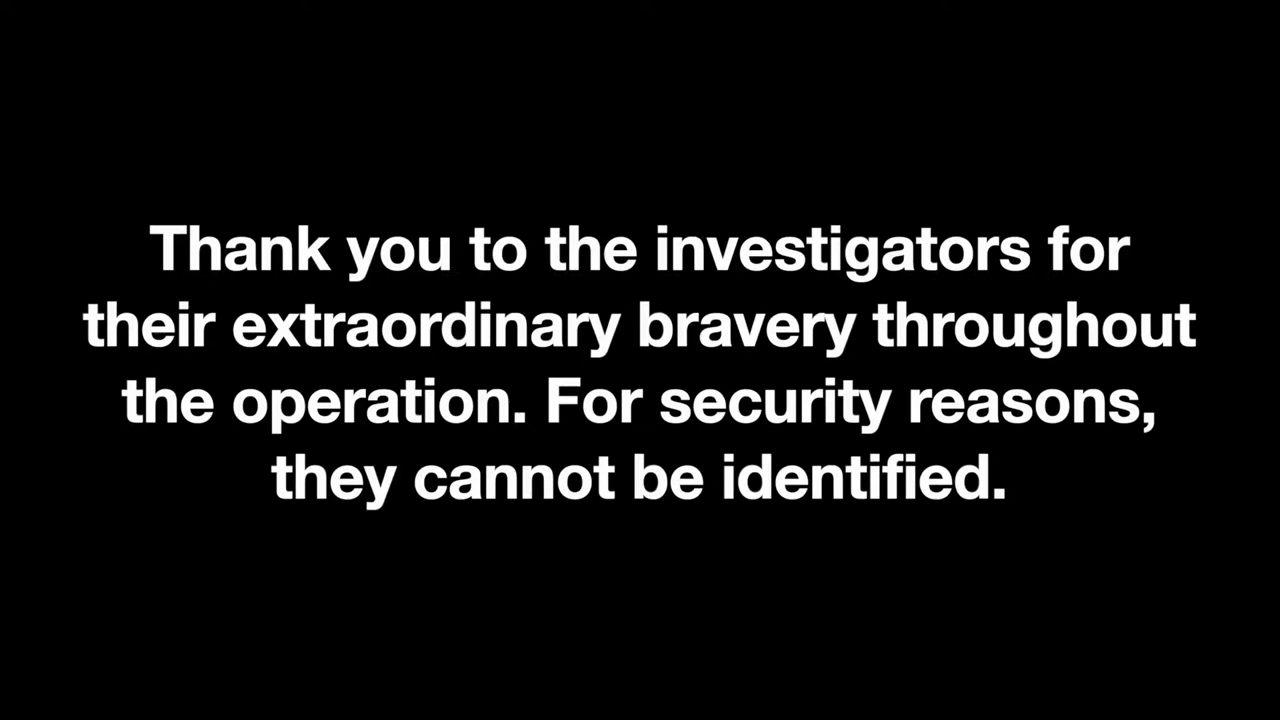 Thank you to the investigators for
their extraordinary bravery throughout
the operation. For security reasons,
they cannot be identified.